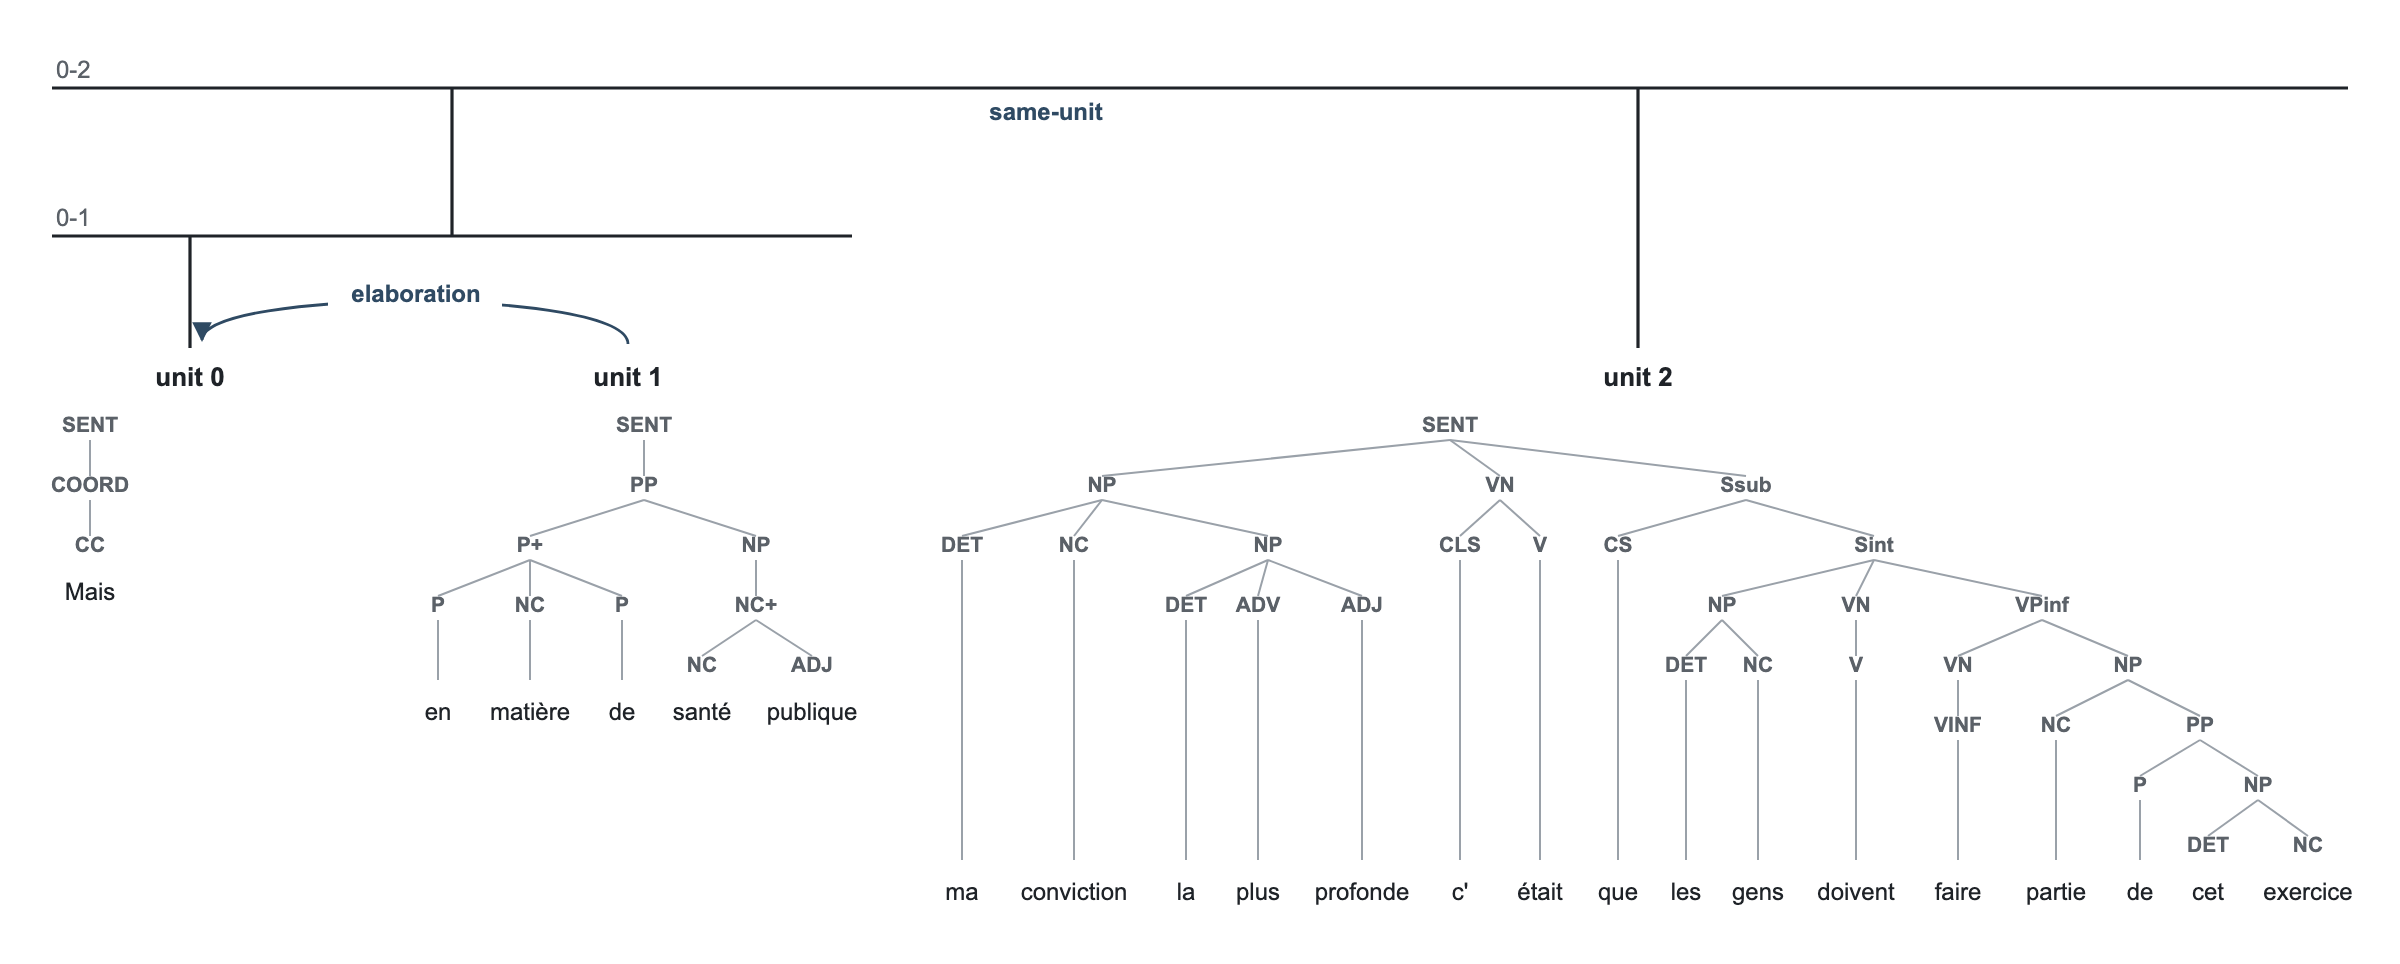 0-2
same-unit
0-1
elaboration
unit 0 unit 1 unit 2
SENT SENT SENT
COORD PP NP VN Ssub
CC P+ NP DET NC NP CLS V CS Sint
Mais
P NC P NC+ DET ADV ADJ NP VN VPinf
NC ADJ DET NC V VN NP
en matière de santé publique
VINF NC PP
P NP
DET NC
ma conviction la plus profonde c' était que les gens doivent faire partie de cet exercice